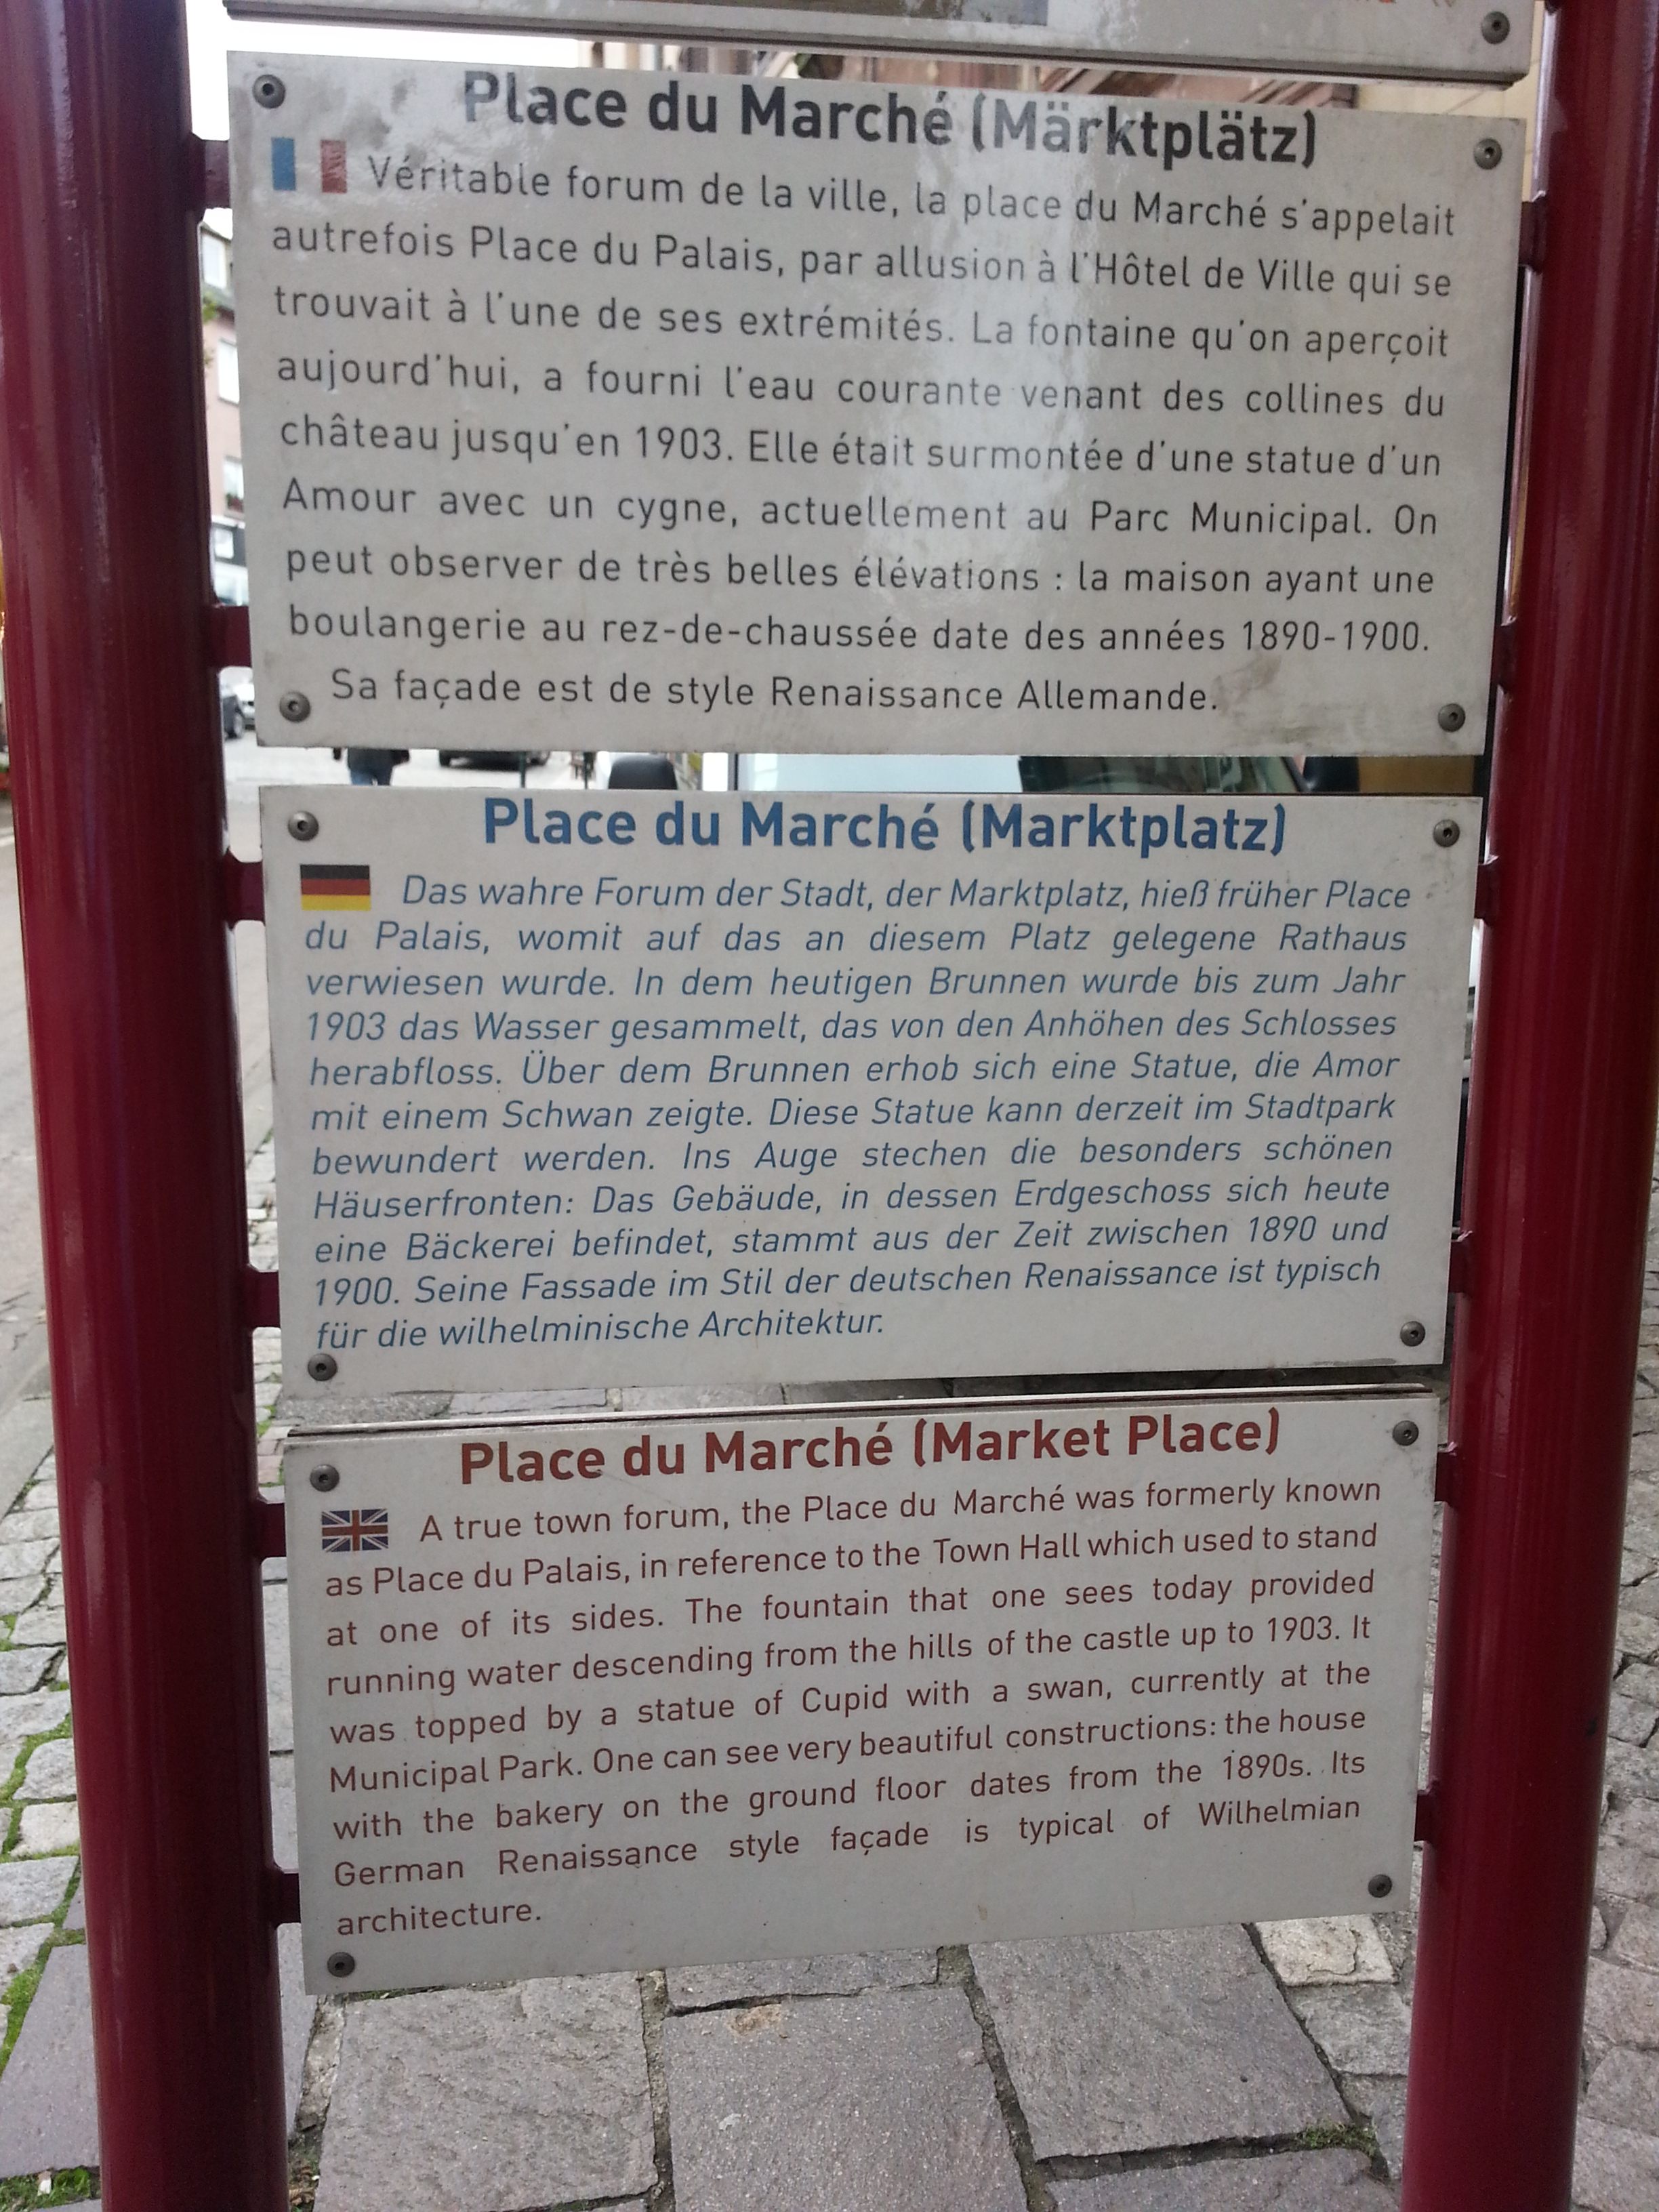 Place du Marché (Märktplätz)
Véritable forum de la ville, la place du Marché s'appelait
autrefois Place du Palais, par allusion à l'Hôtel de Ville qui se
trouvait à l'une de ses extrémités. La fontaine qu'on aperçoit
aujourd'hui, a fourni l'eau courante venant des collines du
château jusqu'en 1903. Elle était surmontée d'une statue d'un
Amour avec un cygne, actuellement au Parc Municipal. On
peut observer de très belles élévations : la maison ayant une
boulangerie au rez-de-chaussée date des années 1890-1900.
Sa façade est de style Renaissance Allemande.
Place du Marché (Marktplatz)
Das wahre Forum der Stadt, der Marktplatz, hieß früher Place
du Palais, womit auf das an diesem Platz gelegene Rathaus
verwiesen wurde. In dem heutigen Brunnen wurde bis zum Jahr
1903 das Wasser gesammelt, das von den Anhöhen des Schlosses
herabfloss. Über dem Brunnen erhob sich eine Statue, die Amor
mit einem Schwan zeigte. Diese Statue kann derzeit im Stadtpark
bewundert werden. Ins Auge stechen die besonders schönen
Häuserfronten: Das Gebäude, in dessen Erdgeschoss sich heute
eine Bäckerei befindet, stammt aus der Zeit zwischen 1890 und
1900. Seine Fassade im Stil der deutschen Renaissance ist typisch
für die wilhelminische Architektur.
Place du Marché (Market Place)
A true town forum, the Place du Marché was formerly known
as Place du Palais, in reference to the Town Hall which used to stand
at one of its sides. The fountain that one sees today provided
running water descending from the hills of the castle up to 1903. It
was topped by a statue of Cupid with a swan, currently at the
Municipal Park. One can see very beautiful constructions: the house
with the bakery on the ground floor dates from the 1890s. Its
German Renaissance style façade is typical of Wilhelmian
architecture.